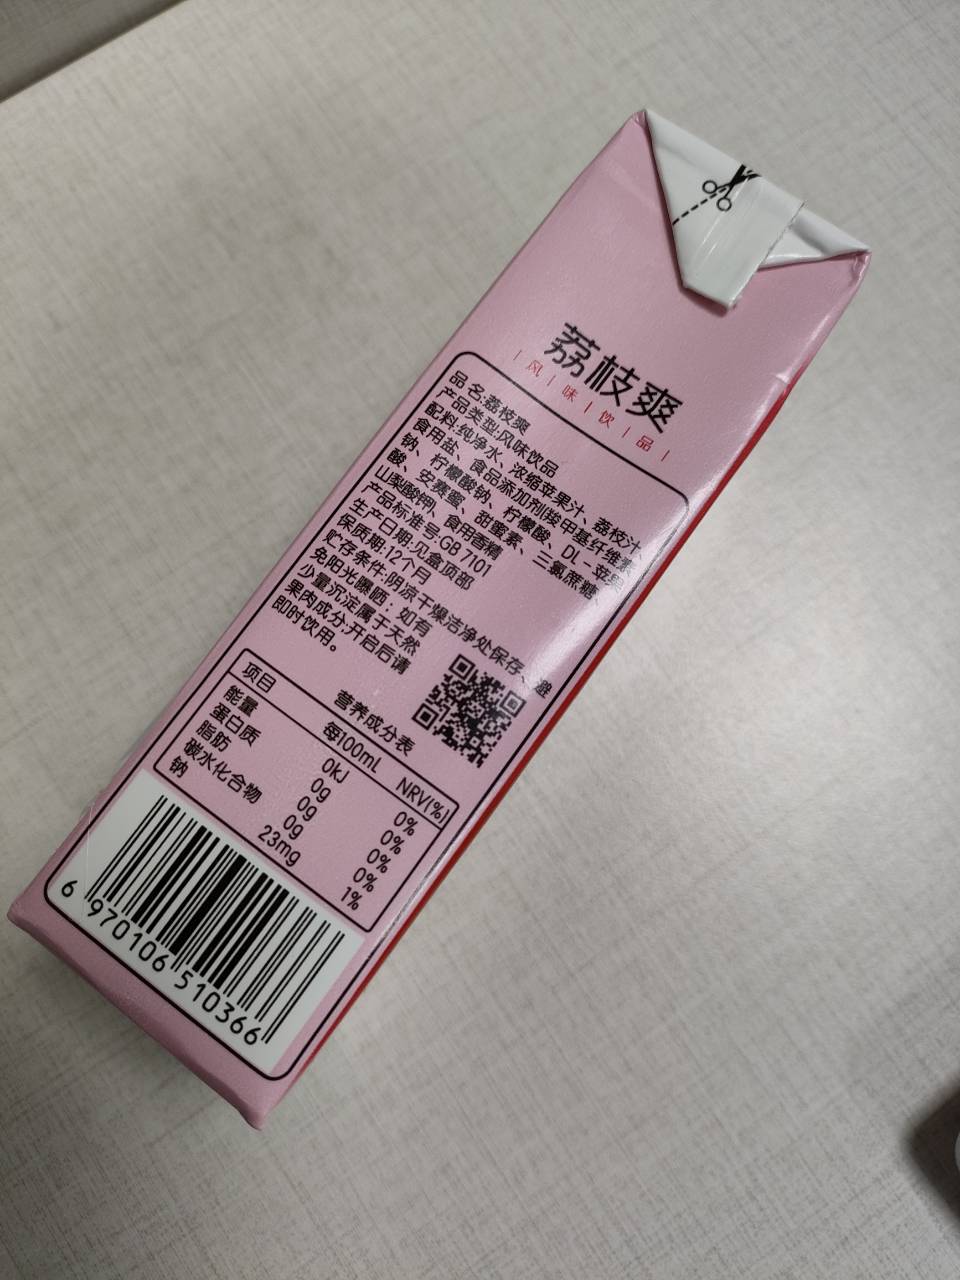 荔枝爽
风味饮品
品名:荔枝爽
产品类型:风味饮品
配料:纯净水、浓缩苹果汁、荔枝汁、
食用盐、食品添加剂(羧甲基纤维素
钠、柠檬酸钠、柠檬酸、DL-苹果
酸、安赛蜜、甜蜜素、三氯蔗糖、
山梨酸钾、食用香精
产品标准号:GB 7101
生产日期:见盒顶部
保质期:12个月
贮存条件:阴凉干燥洁净处保存、避
免阳光曝晒；如有
少量沉淀属于天然
果肉成分;开启后请
即时饮用。
营养成分表
项目 每100mL NRV(%)
能量 0kJ 0%
蛋白质 0g 0%
脂肪 0g 0%
碳水化合物 0g 0%
钠 23mg 1%
6 970106 510366